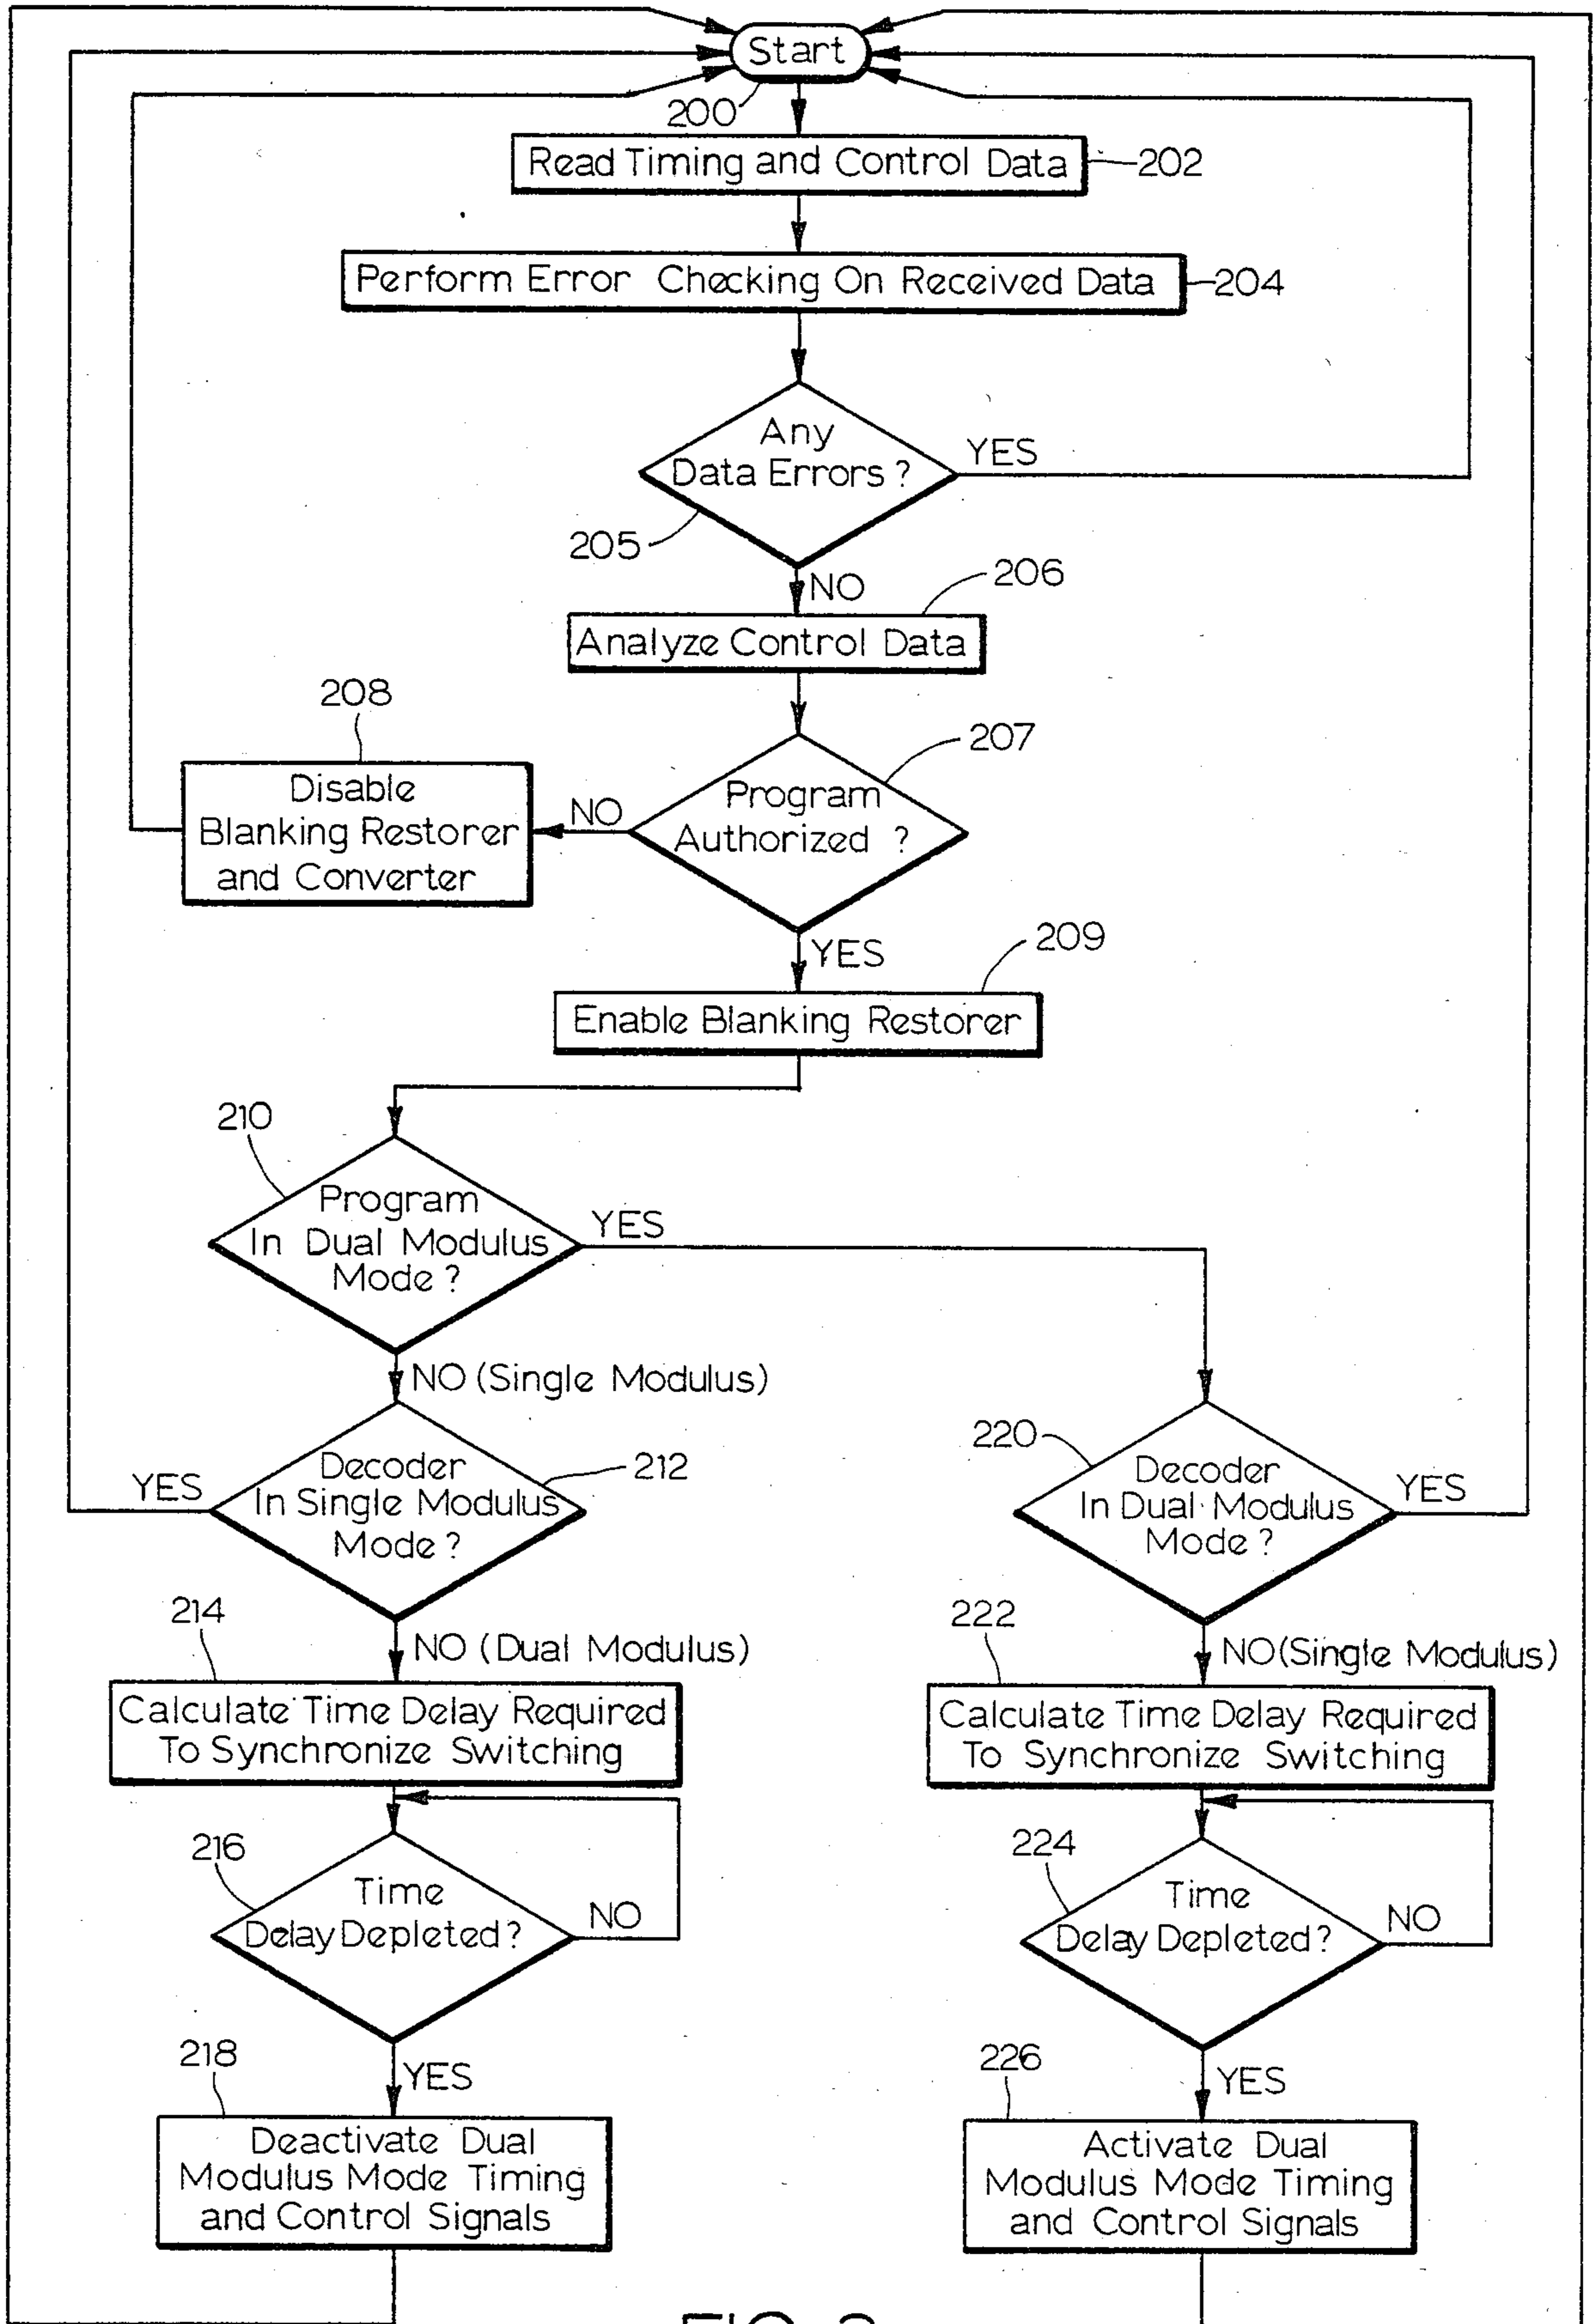 Start
200
Read Timing and Control Data
202
Perform Error Checking On Received Data
204
Any
Data Errors ?
YES
205
NO
206
Analyze Control Data
208
207
Disable
Blanking Restorer
and Converter
NO
Program
Authorized ?
YES
209
Enable Blanking Restorer
210
Program
In Dual Modulus
Mode ?
YES
NO (Single Modulus)
212
Decoder
In Single Modulus
Mode ?
YES
220
Decoder
In Dual Modulus
Mode ?
YES
214
NO (Dual Modulus)
222
NO (Single Modulus)
Calculate Time Delay Required
To Synchronize Switching
Calculate Time Delay Required
To Synchronize Switching
216
Time
Delay Depleted ?
NO
224
Time
Delay Depleted ?
NO
218
YES
226
YES
Deactivate Dual
Modulus Mode Timing
and Control Signals
Activate Dual
Modulus Mode Timing
and Control Signals